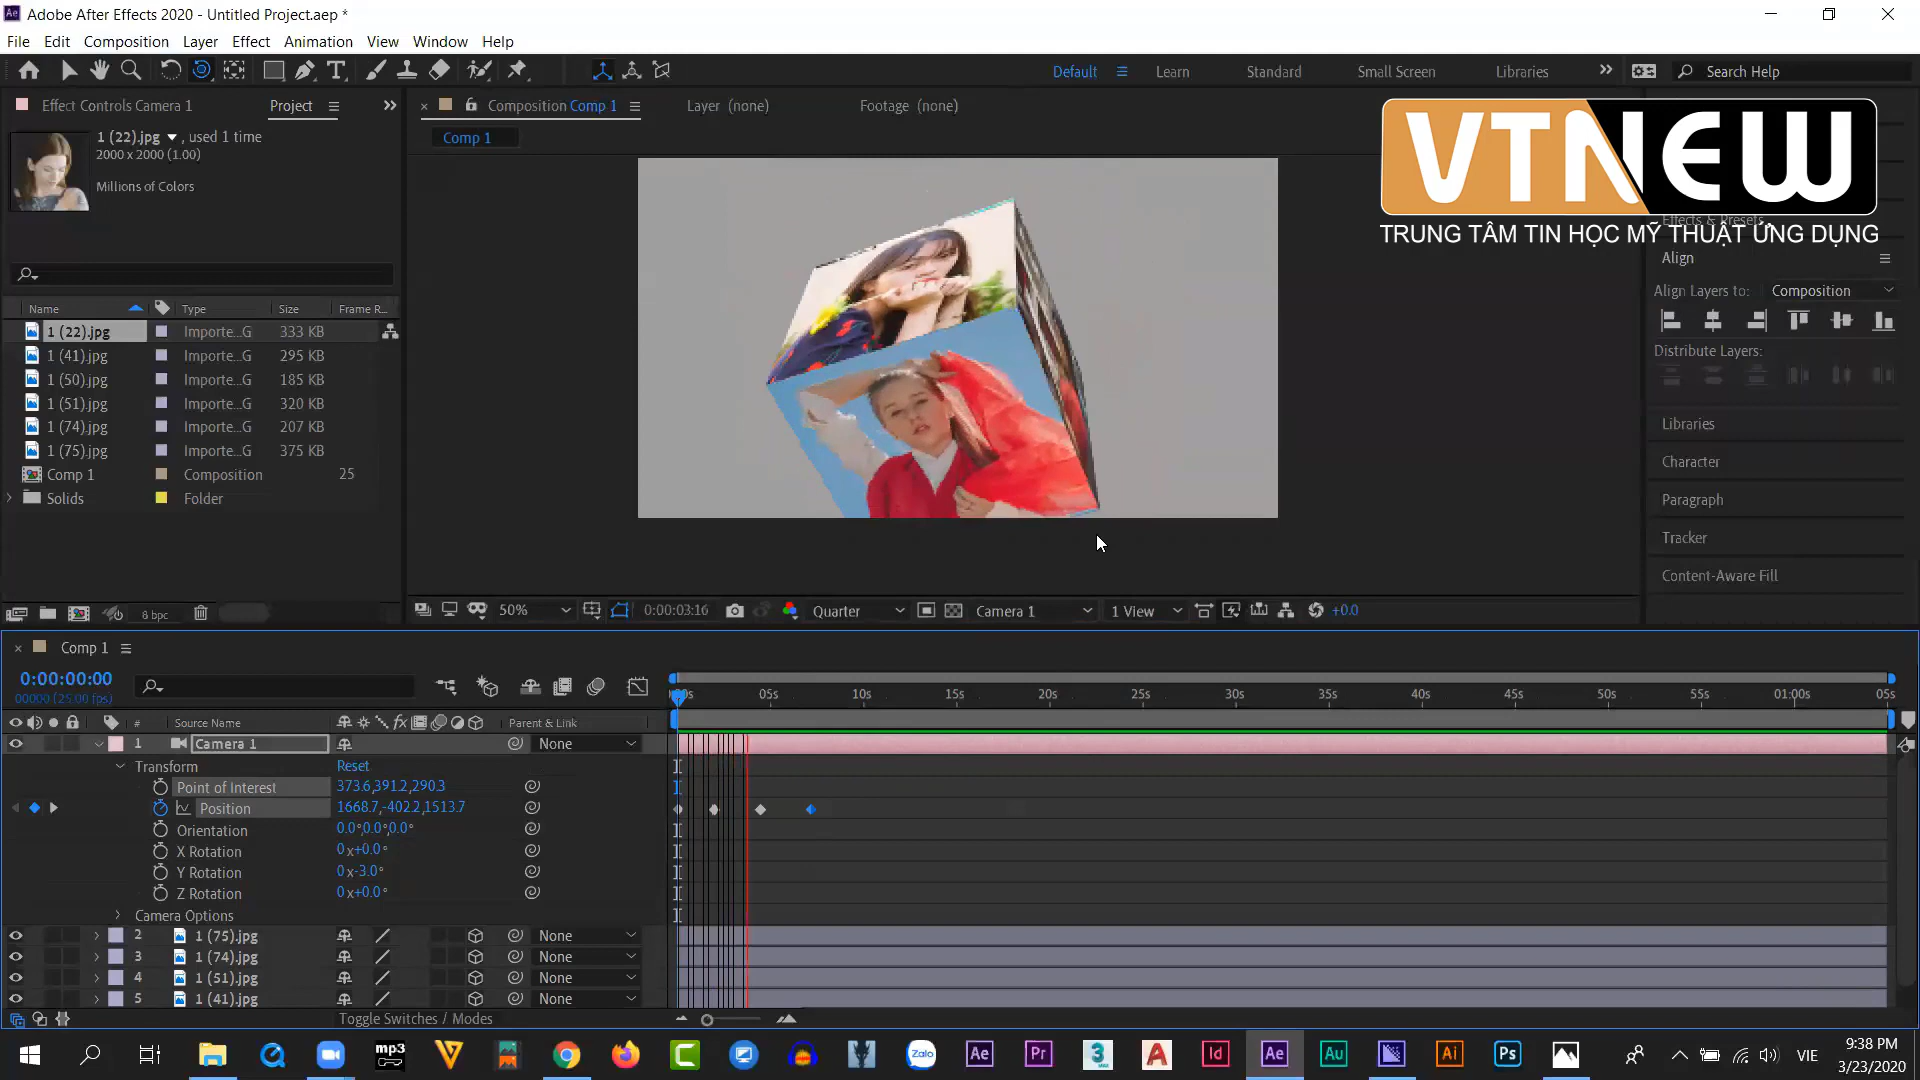 Adobe After Effects 2020 - Untitled Project.aep *
File Edit Composition Layer Effect Animation View Window Help
Default Learn Standard Small Screen Libraries Search Help
Effect Controls Camera 1 Project
Composition Comp 1 Layer (none) Footage (none)
Comp 1
1 (22).jpg , used 1 time
2000 x 2000 (1.00)
Millions of Colors
VTNEW
TRUNG TÂM TIN HỌC MỸ THUẬT ỨNG DỤNG
Effects & Presets
Align
Align Layers to: Composition
Distribute Layers:
Libraries
Character
Paragraph
Tracker
Content-Aware Fill
Name Type Size Frame R...
1 (22).jpg Importe...G 333 KB
1 (41).jpg Importe...G 295 KB
1 (50).jpg Importe...G 185 KB
1 (51).jpg Importe...G 320 KB
1 (74).jpg Importe...G 207 KB
1 (75).jpg Importe...G 375 KB
Comp 1 Composition 25
Solids Folder
50% 0:00:03:16 Quarter Camera 1 1 View +0.0
Comp 1
0:00:00:00
00000 (25.00 fps)
05s 10s 15s 20s 25s 30s 35s 40s 45s 50s 55s 01:00s 05s
# Source Name Parent & Link
1 Camera 1 None
Transform Reset
Point of Interest 373.6,391.2,290.3
Position 1668.7,-402.2,1513.7
Orientation 0.0°,0.0°,0.0°
X Rotation 0x+0.0°
Y Rotation 0x-3.0°
Z Rotation 0x+0.0°
Camera Options
2 1 (75).jpg None
3 1 (74).jpg None
4 1 (51).jpg None
5 1 (41).jpg None
Toggle Switches / Modes
mp3 Zalo Ae Pr 3 A Id Ae Au Ai Ps
VIE
9:38 PM
3/23/2020